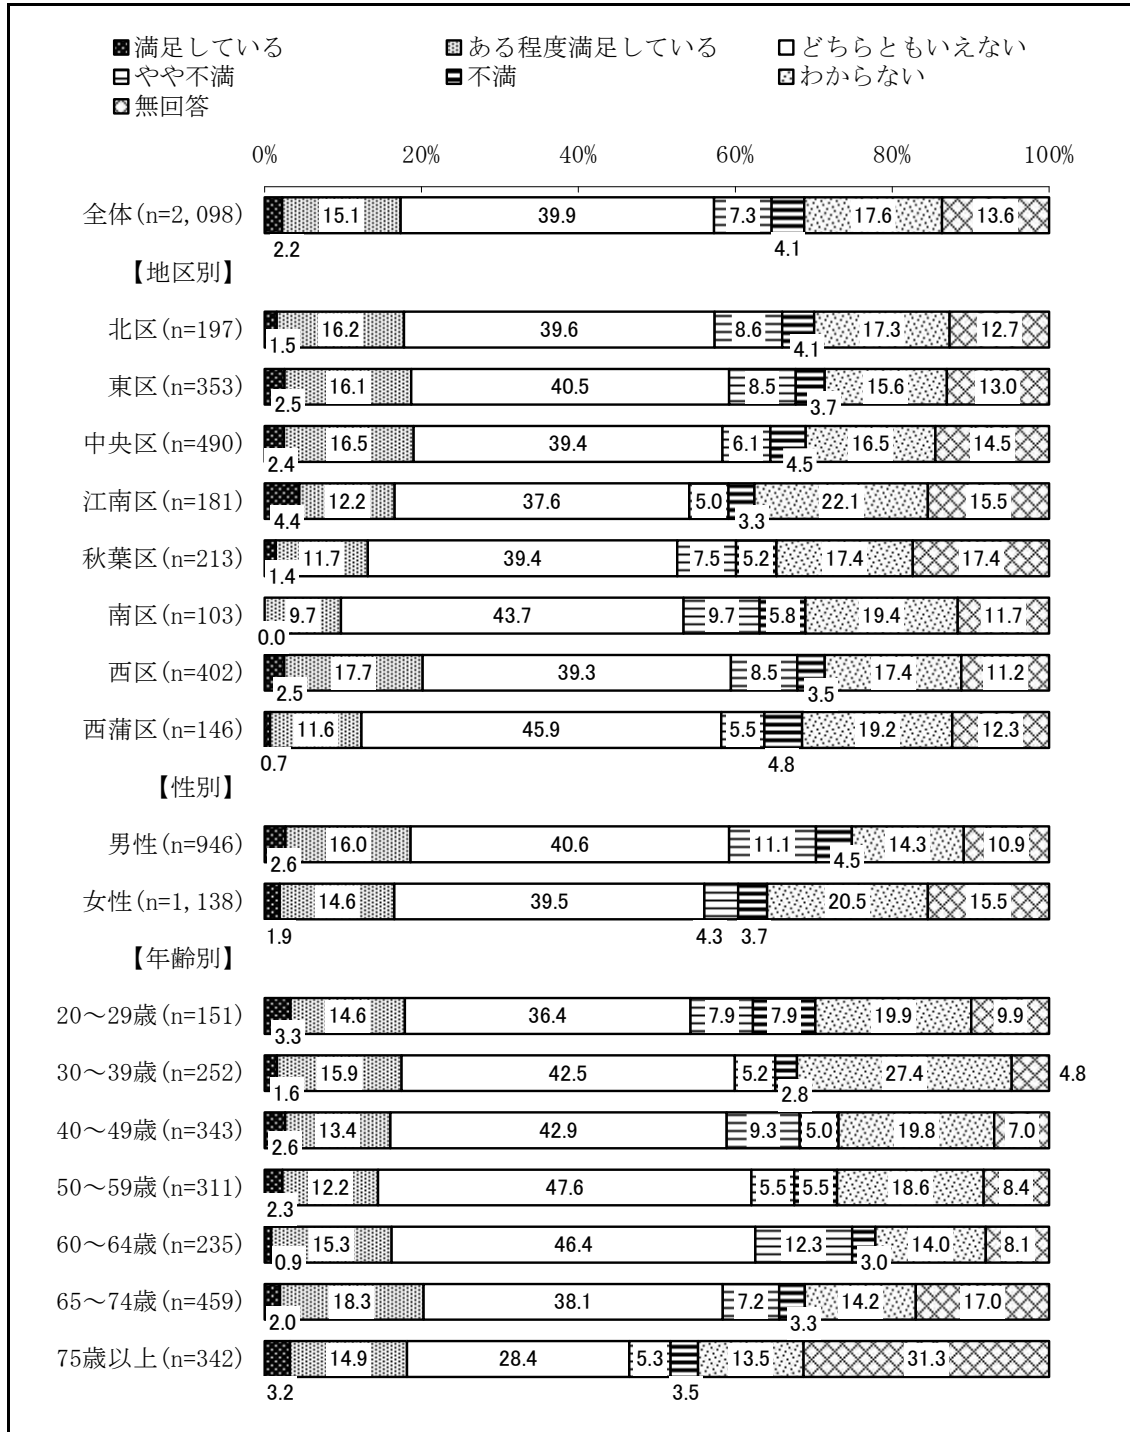 満足している ある程度満足している どちらともいえない
やや不満 不満 わからない
無回答
0% 20% 40% 60% 80% 100%
全体(n=2,098) 15.1 39.9 7.3 17.6 13.6
2.2 4.1
【地区別】
北区(n=197) 16.2 39.6 8.6 17.3 12.7
1.5 4.1
東区(n=353) 16.1 40.5 8.5 15.6 13.0
2.5 3.7
中央区(n=490) 16.5 39.4 6.1 16.5 14.5
2.4 4.5
江南区(n=181) 12.2 37.6 5.0 22.1 15.5
4.4 3.3
秋葉区(n=213) 11.7 39.4 7.5 5.2 17.4 17.4
1.4
南区(n=103) 9.7 43.7 9.7 5.8 19.4 11.7
0.0
西区(n=402) 17.7 39.3 8.5 17.4 11.2
2.5 3.5
西蒲区(n=146) 11.6 45.9 5.5 19.2 12.3
0.7 4.8
【性別】
男性(n=946) 16.0 40.6 11.1 14.3 10.9
2.6 4.5
女性(n=1,138) 14.6 39.5 20.5 15.5
1.9 4.3 3.7
【年齢別】
20～29歳(n=151) 14.6 36.4 7.9 7.9 19.9 9.9
3.3
30～39歳(n=252) 15.9 42.5 5.2 27.4 4.8
1.6 2.8
40～49歳(n=343) 13.4 42.9 9.3 5.0 19.8 7.0
2.6
50～59歳(n=311) 12.2 47.6 5.5 5.5 18.6 8.4
2.3
60～64歳(n=235) 15.3 46.4 12.3 14.0 8.1
0.9 3.0
65～74歳(n=459) 18.3 38.1 7.2 14.2 17.0
2.0 3.3
75歳以上(n=342) 14.9 28.4 5.3 13.5 31.3
3.2 3.5